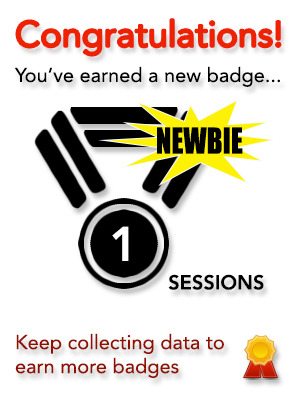 Congratulations!
You've earned a new badge...
NEWBIE
1
SESSIONS
Keep collecting data to
earn more badges